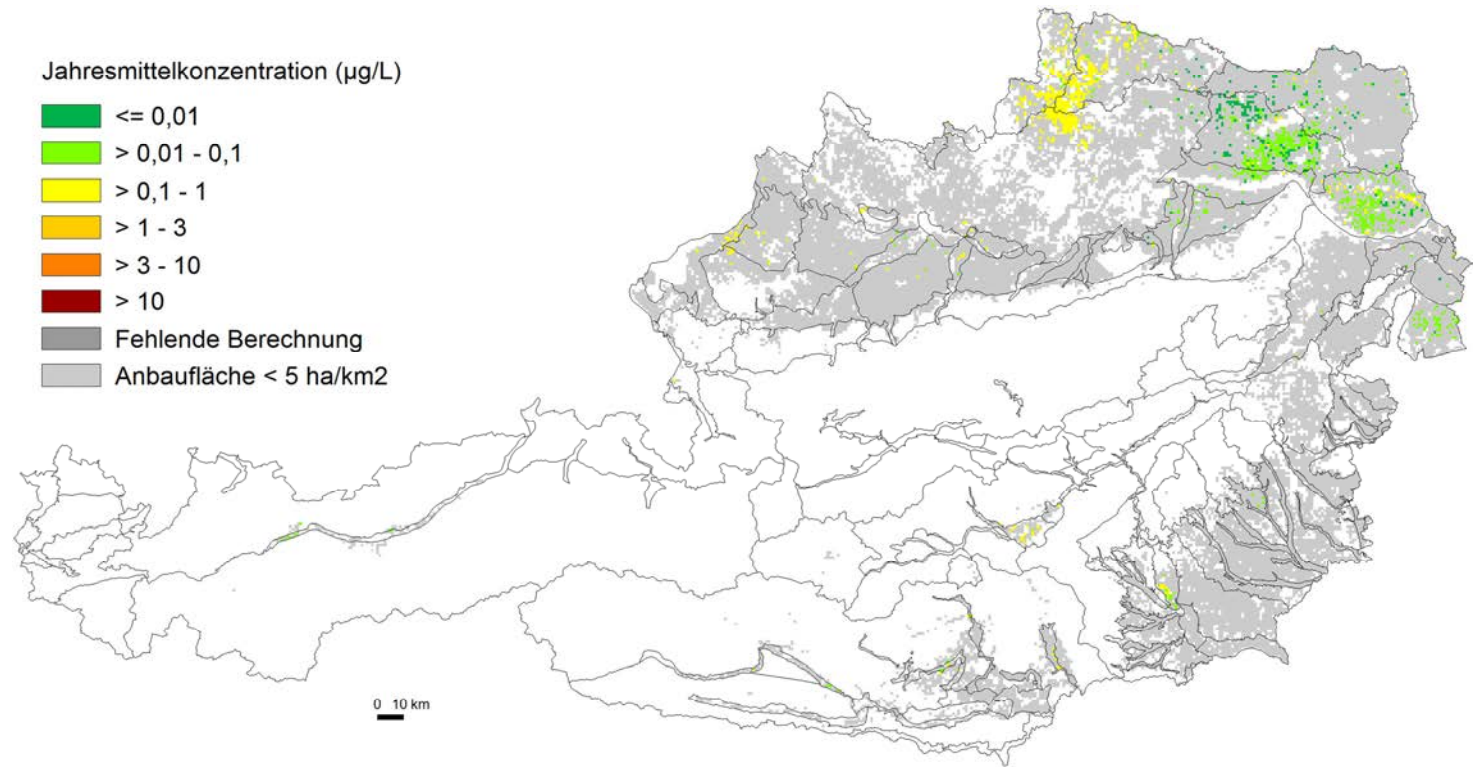 Jahresmittelkonzentration (µg/L)
<= 0,01
> 0,01 - 0,1
> 0,1 - 1
> 1 - 3
> 3 - 10
> 10
Fehlende Berechnung
Anbaufläche < 5 ha/km2
0 10 km